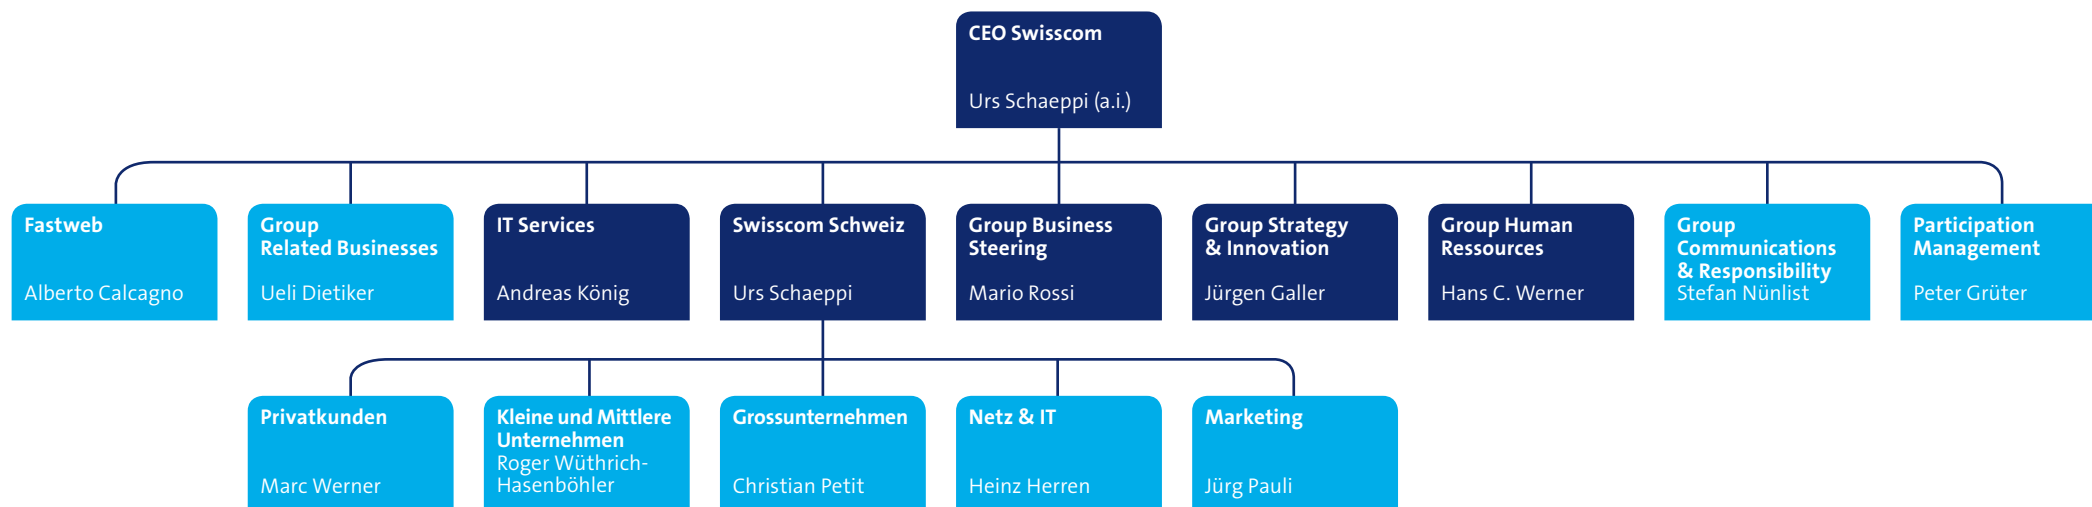 CEO Swisscom
Urs Schaeppi (a.i.)
Fastweb
Alberto Calcagno
Group
Related Businesses
Ueli Dietiker
IT Services
Andreas König
Swisscom Schweiz
Urs Schaeppi
Group Business
Steering
Mario Rossi
Group Strategy
& Innovation
Jürgen Galler
Group Human
Ressources
Hans C. Werner
Group
Communications
& Responsibility
Stefan Nünlist
Participation
Management
Peter Grüter
Privatkunden
Marc Werner
Kleine und Mittlere
Unternehmen
Roger Wüthrich-
Hasenböhler
Grossunternehmen
Christian Petit
Netz & IT
Heinz Herren
Marketing
Jürg Pauli